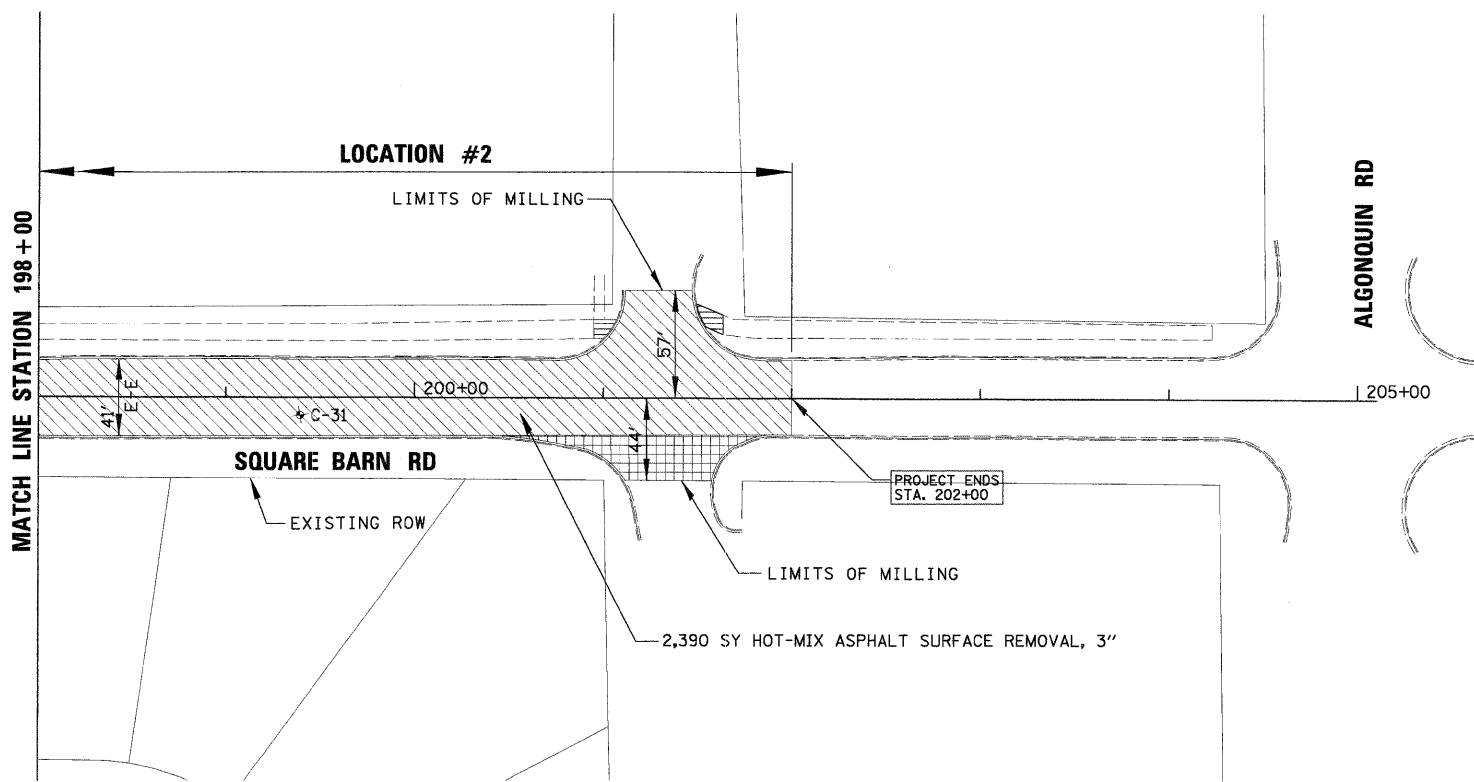 LOCATION #2
LIMITS OF MILLING
MATCH LINE STATION 198+00
ALGONQUIN RD
57'
41'
E-E
200+00
205+00
C-31
44'
SQUARE BARN RD
PROJECT ENDS
STA. 202+00
EXISTING ROW
LIMITS OF MILLING
2,390 SY HOT-MIX ASPHALT SURFACE REMOVAL, 3"